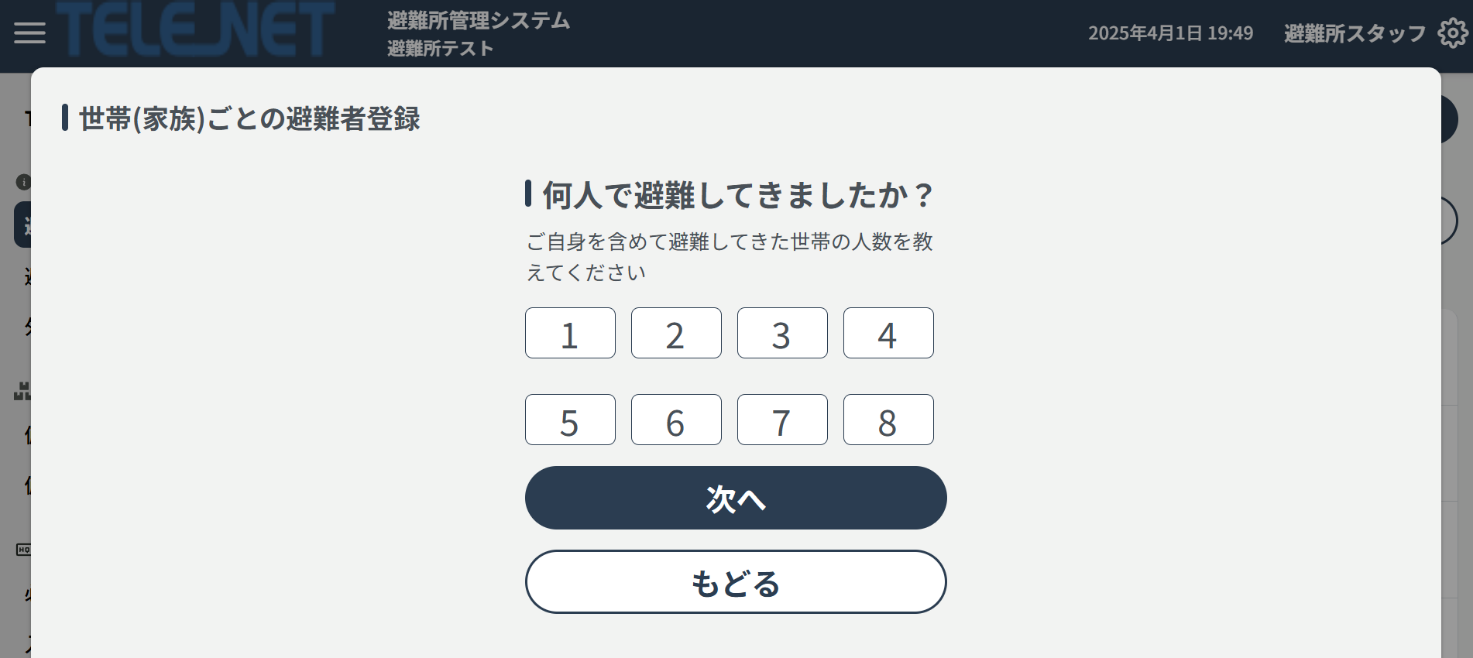 TELE.NET
避難所管理システム
避難所テスト
2025年4月1日 19:49
避難所スタッフ
世帯(家族)ごとの避難者登録
何人で避難してきましたか？
ご自身を含めて避難してきた世帯の人数を教
えてください
1 2 3 4
5 6 7 8
次へ
もどる
HQ